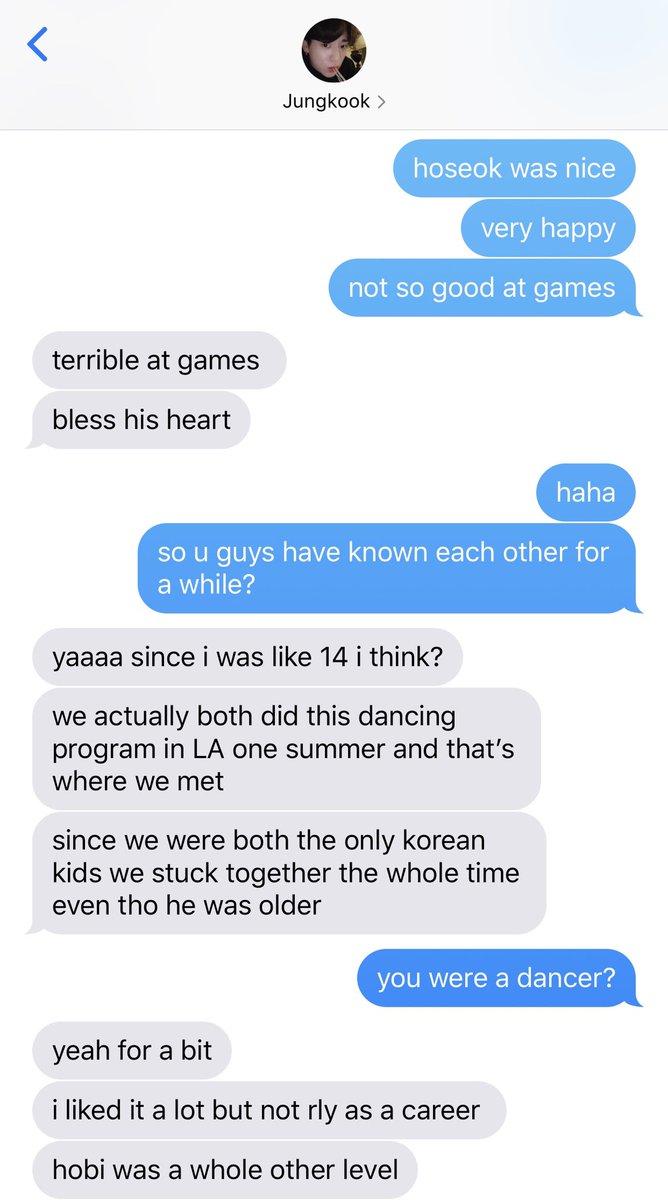 Jungkook
hoseok was nice
very happy
not so good at games
terrible at games
bless his heart
haha
so u guys have known each other for
a while?
yaaaa since i was like 14 i think?
we actually both did this dancing
program in LA one summer and that’s
where we met
since we were both the only korean
kids we stuck together the whole time
even tho he was older
you were a dancer?
yeah for a bit
i liked it a lot but not rly as a career
hobi was a whole other level